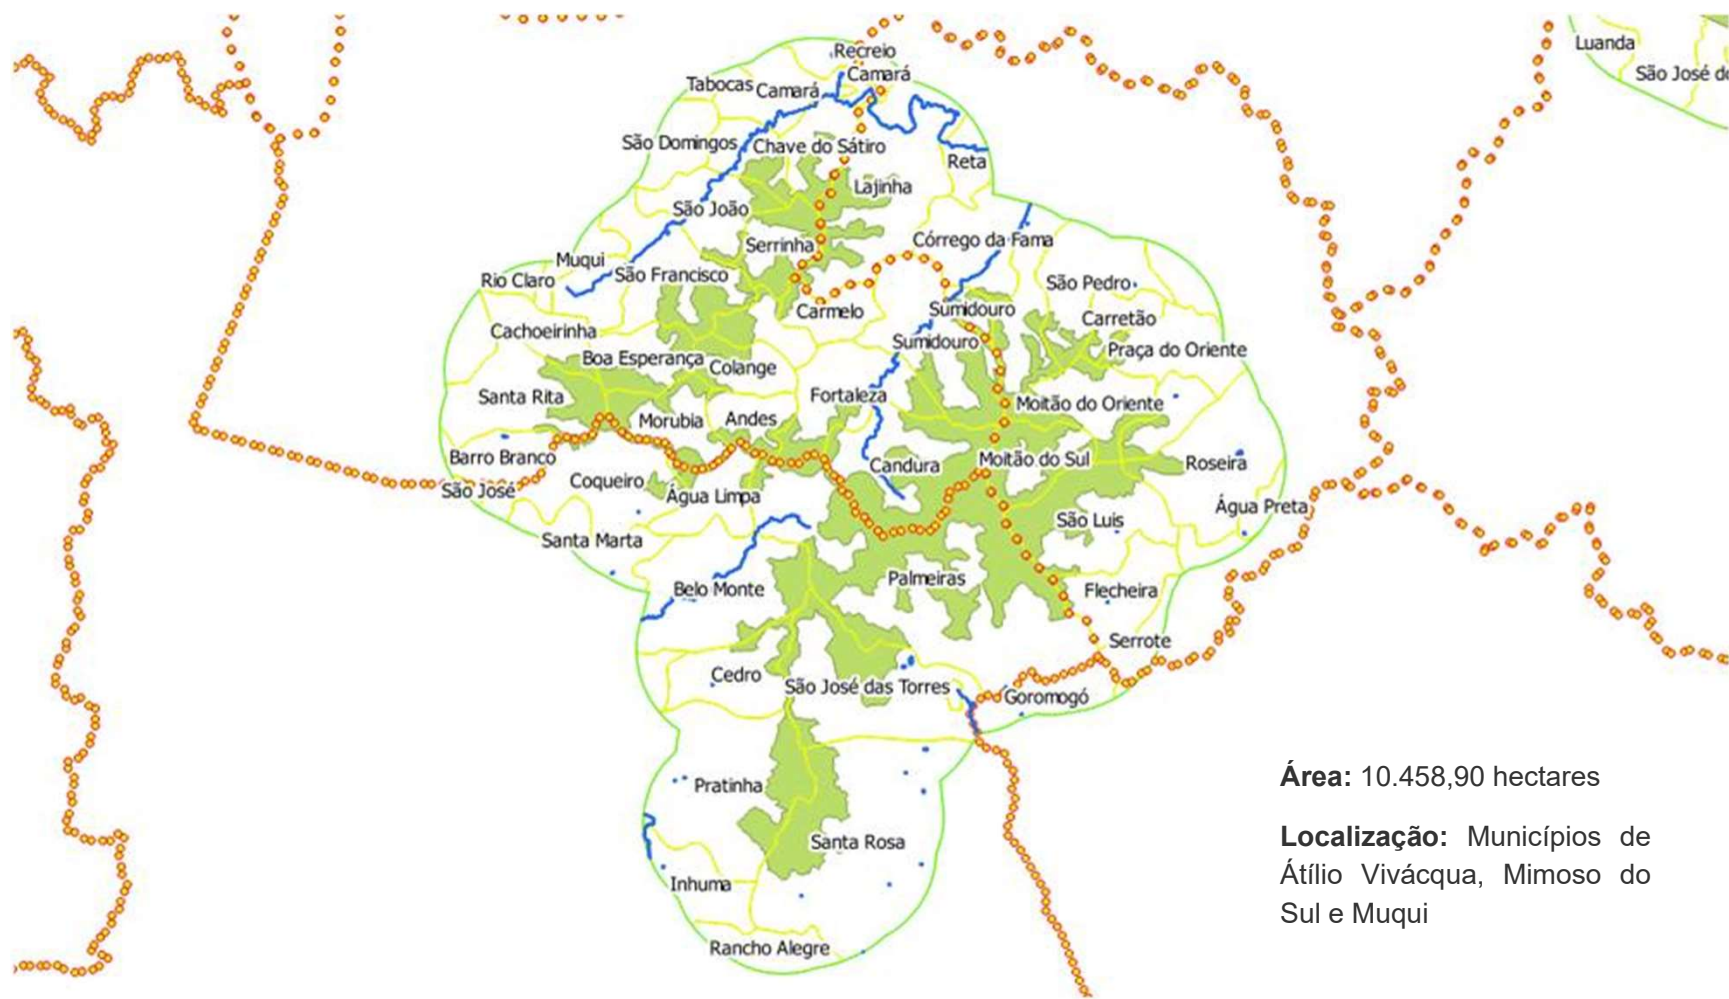 Luanda
São José do
Recreio
Camará
Tabocas
Camará
São Domingos
Chave do Sátiro
Reta
Lajinha
São João
Serrinha
Córrego da Fama
Muqui
Rio Claro
São Francisco
São Pedro
Carmelo
Sumidouro
Carretão
Cachoeirinha
Sumidouro
Praça do Oriente
Boa Esperança
Colange
Santa Rita
Fortaleza
Moitão do Oriente
Morubia
Andes
Barro Branco
Candura
Moitão do Sul
Roseira
São José
Coqueiro
Água Limpa
Água Preta
São Luis
Santa Marta
Belo Monte
Palmeiras
Flecheira
Serrote
Cedro
São José das Torres
Goromogó
Pratinha
Santa Rosa
Inhuma
Rancho Alegre
Área: 10.458,90 hectares
Localização: Municípios de
Átílio Vivácqua, Mimoso do
Sul e Muqui